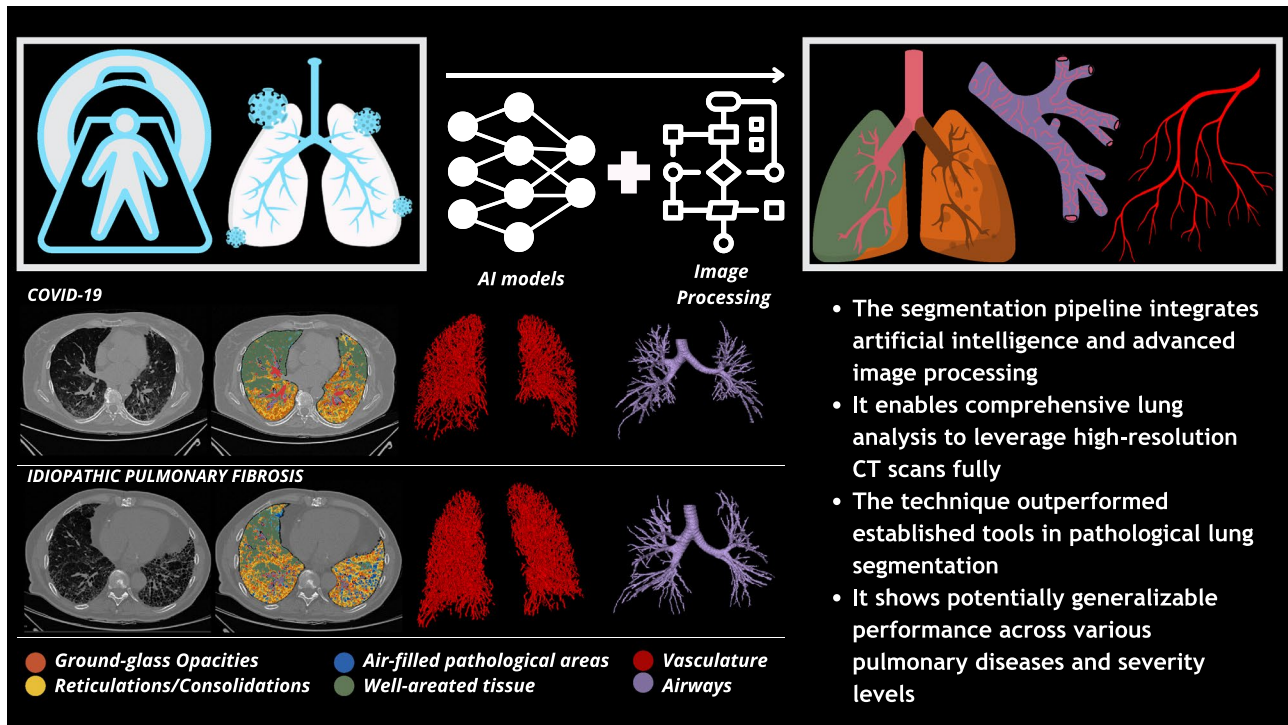 AI models
Image
Processing
COVID-19
IDIOPATHIC PULMONARY FIBROSIS
Ground-glass Opacities
Reticulations/Consolidations
Air-filled pathological areas
Well-areated tissue
Vasculature
Airways
• The segmentation pipeline integrates
artificial intelligence and advanced
image processing
• It enables comprehensive lung
analysis to leverage high-resolution
CT scans fully
• The technique outperformed
established tools in pathological lung
segmentation
• It shows potentially generalizable
performance across various
pulmonary diseases and severity
levels